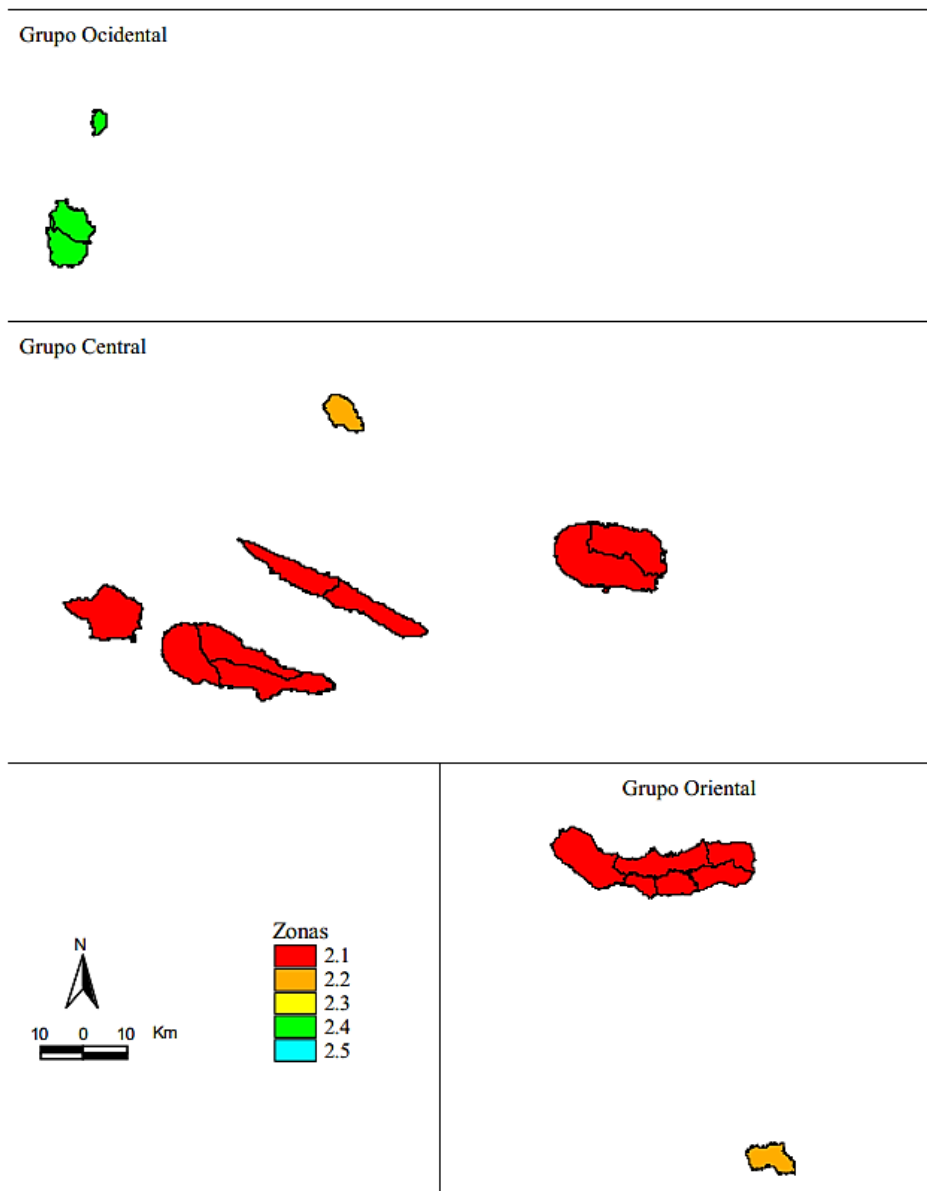 Grupo Ocidental
Grupo Central
Grupo Oriental
N
10 0 10 Km
Zonas
2.1
2.2
2.3
2.4
2.5